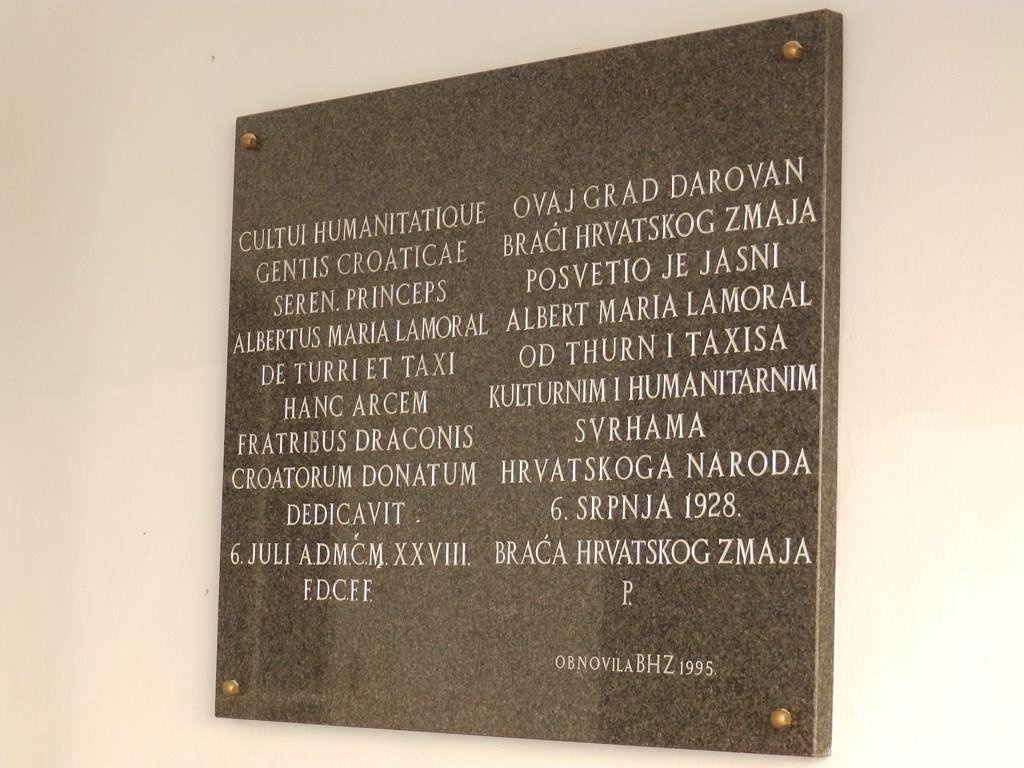 CULTUI HUMANITATIQUE
GENTIS CROATICAE
SEREN. PRINCEPS
ALBERTUS MARIA LAMORAL
DE TURRI ET TAXI
HANC ARCEM
FRATRIBUS DRACONIS
CROATORUM DONATUM
DEDICAVIT.
6. JULI A.D.M.Ć.M. XXVIII.
F.D.C.F.F.
OVAJ GRAD DAROVAN
BRAĆI HRVATSKOG ZMAJA
POSVETIO JE JASNI
ALBERT MARIA LAMORAL
OD THURN I TAXISA
KULTURNIM I HUMANITARNIM
SVRHAMA
HRVATSKOGA NARODA
6. SRPNJA 1928.
BRAĆA HRVATSKOG ZMAJA
P.
OBNOVILA BHZ 1995.